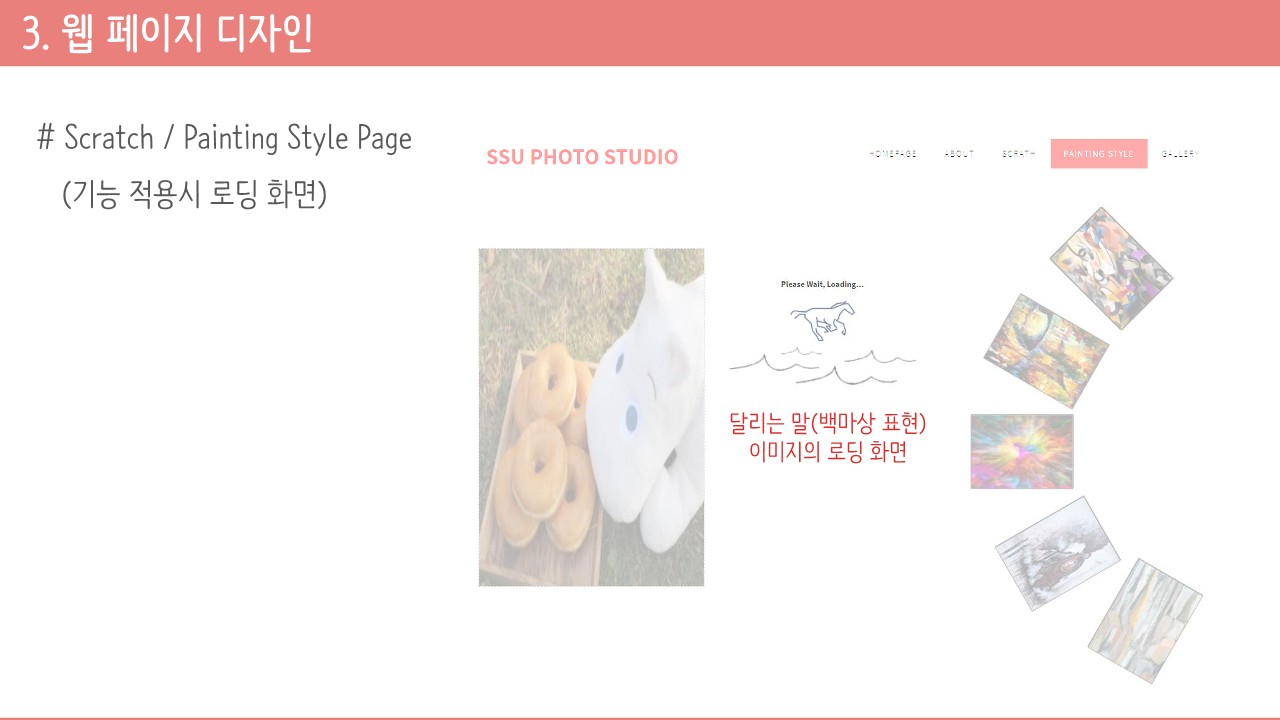 3. 웹 페이지 디자인
# Scratch / Painting Style Page
(기능 적용시 로딩 화면)
SSU PHOTO STUDIO
HOMEPAGE ABOUT SCRATH PAINTING STYLE GALLERY
Please Wait, Loading...
달리는 말(백마상 표현)
이미지의 로딩 화면